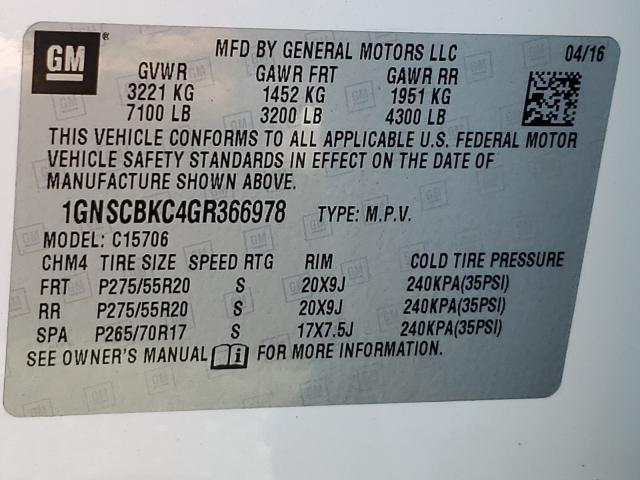 GM ® MFD BY GENERAL MOTORS LLC 04/16
GVWR GAWR FRT GAWR RR
3221 KG 1452 KG 1951 KG
7100 LB 3200 LB 4300 LB
THIS VEHICLE CONFORMS TO ALL APPLICABLE U.S. FEDERAL MOTOR
VEHICLE SAFETY STANDARDS IN EFFECT ON THE DATE OF
MANUFACTURE SHOWN ABOVE.
1GNSCBKC4GR366978 TYPE: M.P.V.
MODEL: C15706
CHM4 TIRE SIZE SPEED RTG RIM COLD TIRE PRESSURE
FRT P275/55R20 S 20X9J 240KPA(35PSI)
RR P275/55R20 S 20X9J 240KPA(35PSI)
SPA P265/70R17 S 17X7.5J 240KPA(35PSI)
SEE OWNER'S MANUAL i FOR MORE INFORMATION.